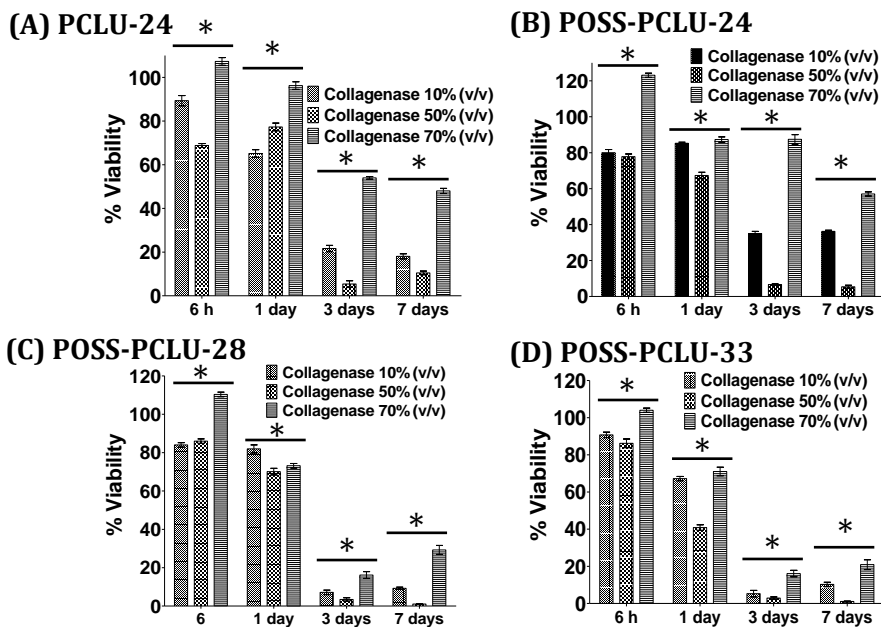 (A) PCLU-24
*
*
*
*
Collagenase 10% (v/v)
Collagenase 50% (v/v)
Collagenase 70% (v/v)
% Viability
100
80
60
40
20
0
6 h
1 day
3 days
7 days
(B) POSS-PCLU-24
*
*
*
*
Collagenase 10% (v/v)
Collagenase 50% (v/v)
Collagenase 70% (v/v)
% Viability
120
100
80
60
40
20
0
6 h
1 day
3 days
7 days
(C) POSS-PCLU-28
*
*
*
*
Collagenase 10% (v/v)
Collagenase 50% (v/v)
Collagenase 70% (v/v)
% Viability
120
100
80
60
40
20
0
6
1 day
3 days
7 days
(D) POSS-PCLU-33
*
*
*
*
Collagenase 10% (v/v)
Collagenase 50% (v/v)
Collagenase 70% (v/v)
% Viability
120
100
80
60
40
20
0
6 h
1 day
3 days
7 days